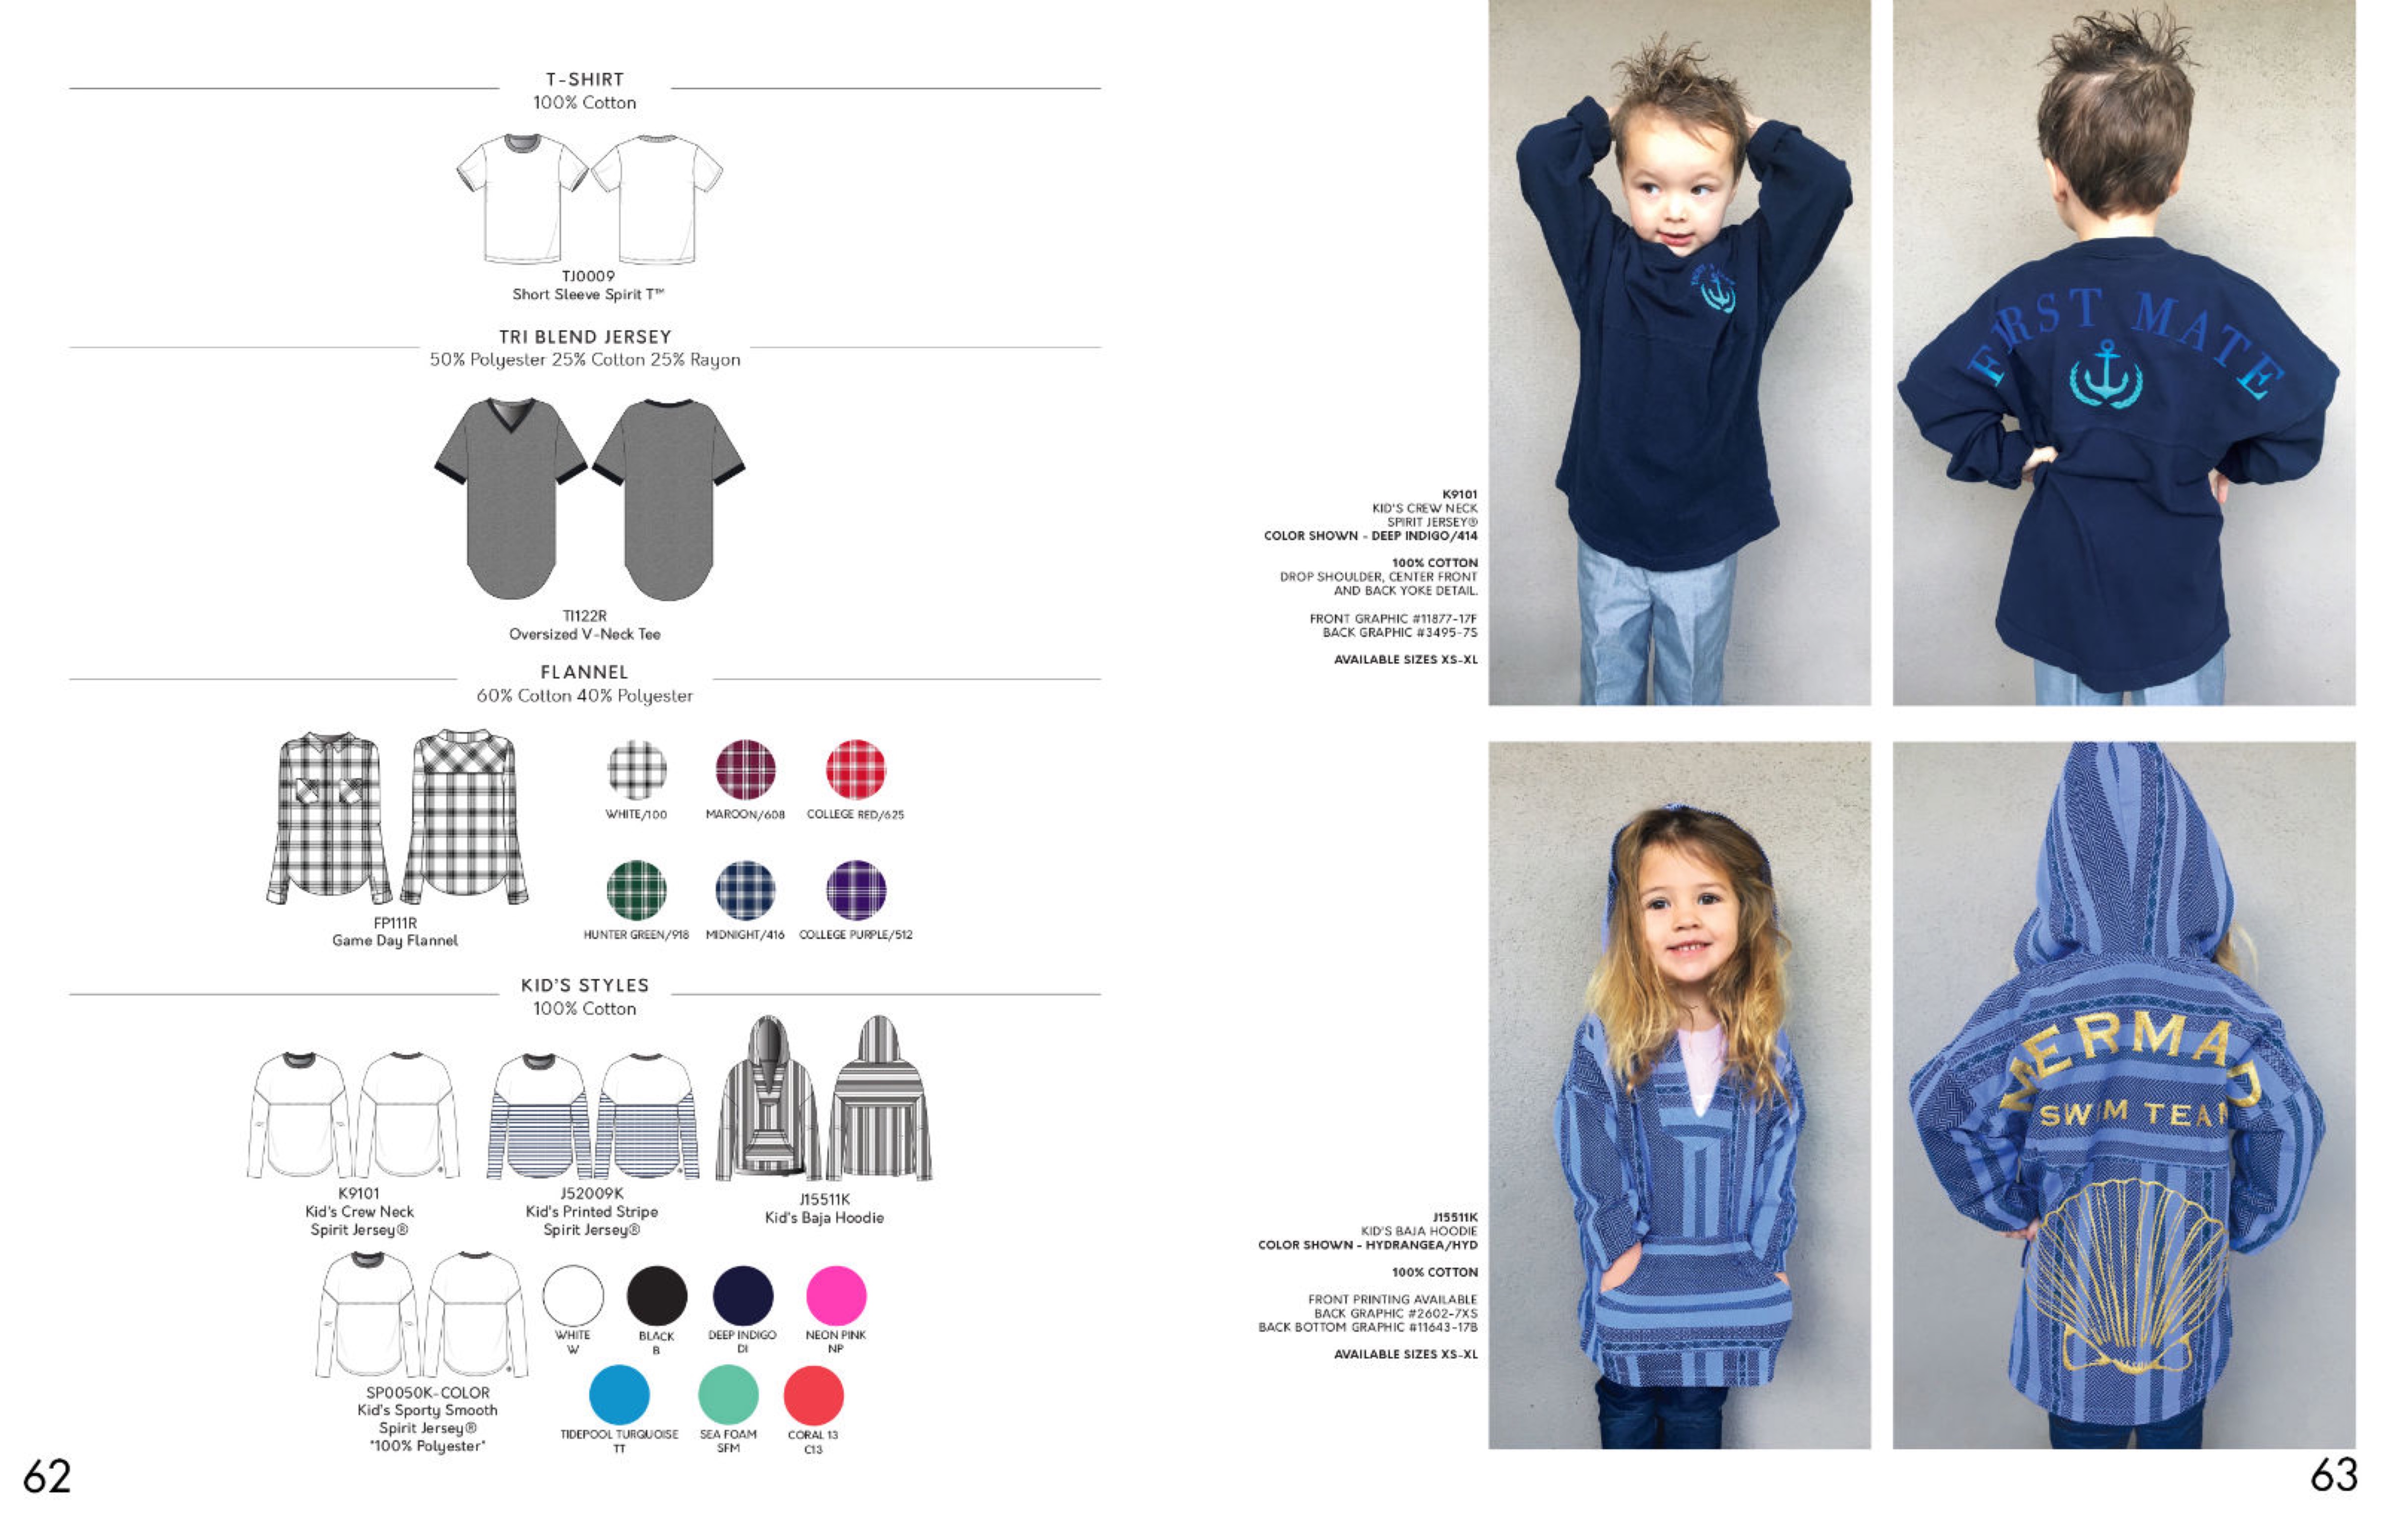 T-SHIRT
100% Cotton
TJ0009
Short Sleeve Spirit T™
TRI BLEND JERSEY
50% Polyester 25% Cotton 25% Rayon
TI122R
Oversized V-Neck Tee
FLANNEL
60% Cotton 40% Polyester
WHITE/100
MAROON/608
COLLEGE RED/625
FP111R
Game Day Flannel
HUNTER GREEN/918
MIDNIGHT/416
COLLEGE PURPLE/512
KID'S STYLES
100% Cotton
K9101
Kid's Crew Neck
Spirit Jersey®
J52009K
Kid's Printed Stripe
Spirit Jersey®
J15511K
Kid's Baja Hoodie
SP0050K-COLOR
Kid's Sporty Smooth
Spirit Jersey®
*100% Polyester*
WHITE
W
BLACK
B
DEEP INDIGO
DI
NEON PINK
NP
TIDEPOOL TURQUOISE
TT
SEA FOAM
SFM
CORAL 13
C13
62
K9101
KID'S CREW NECK
SPIRIT JERSEY®
COLOR SHOWN - DEEP INDIGO/414
100% COTTON
DROP SHOULDER, CENTER FRONT
AND BACK YOKE DETAIL.
FRONT GRAPHIC #11877-17F
BACK GRAPHIC #3495-7S
AVAILABLE SIZES XS-XL
FIRST MATE
J15511K
KID'S BAJA HOODIE
COLOR SHOWN - HYDRANGEA/HYD
100% COTTON
FRONT PRINTING AVAILABLE
BACK GRAPHIC #2602-7XS
BACK BOTTOM GRAPHIC #11643-17B
AVAILABLE SIZES XS-XL
MERMAID
SWIM TEAM
63